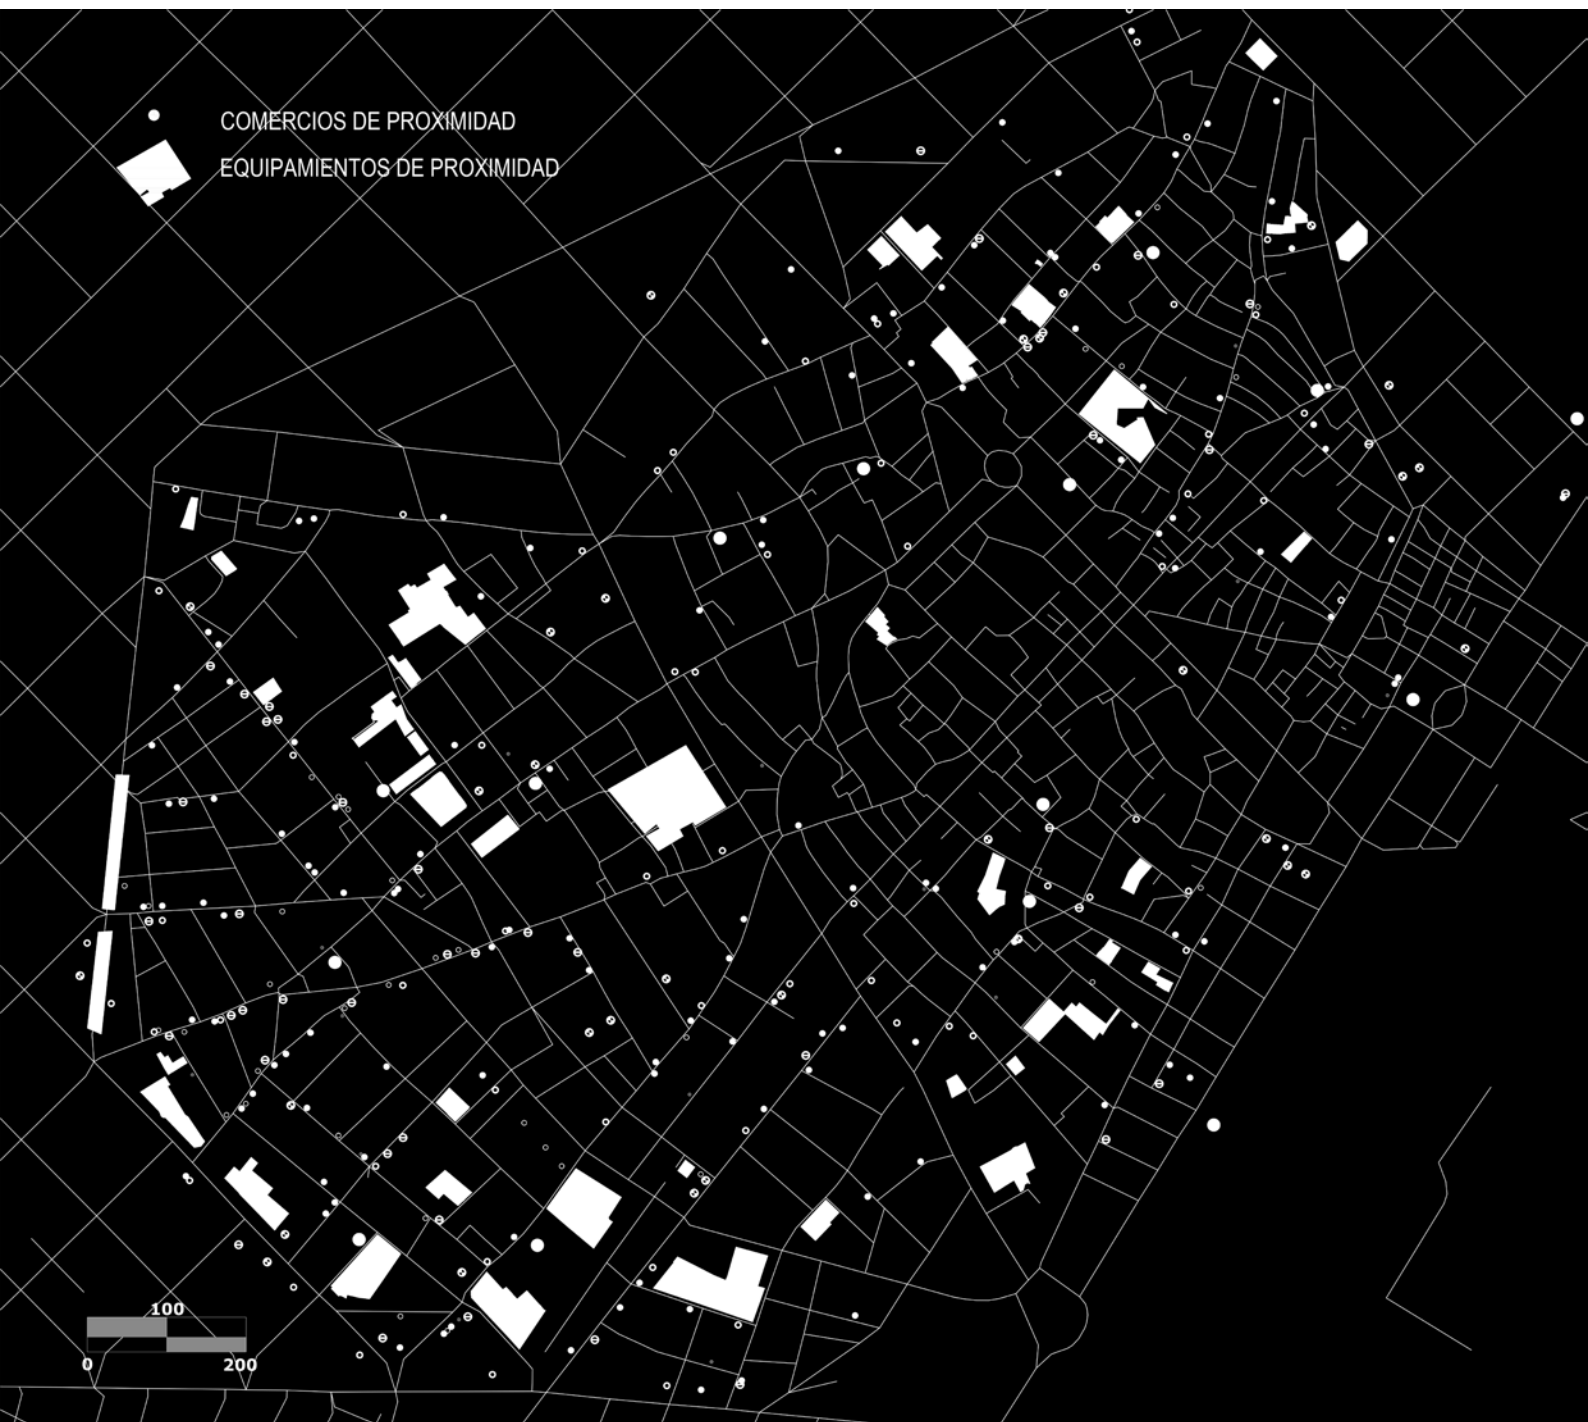 COMERCIOS DE PROXIMIDAD
EQUIPAMIENTOS DE PROXIMIDAD
100
0 200